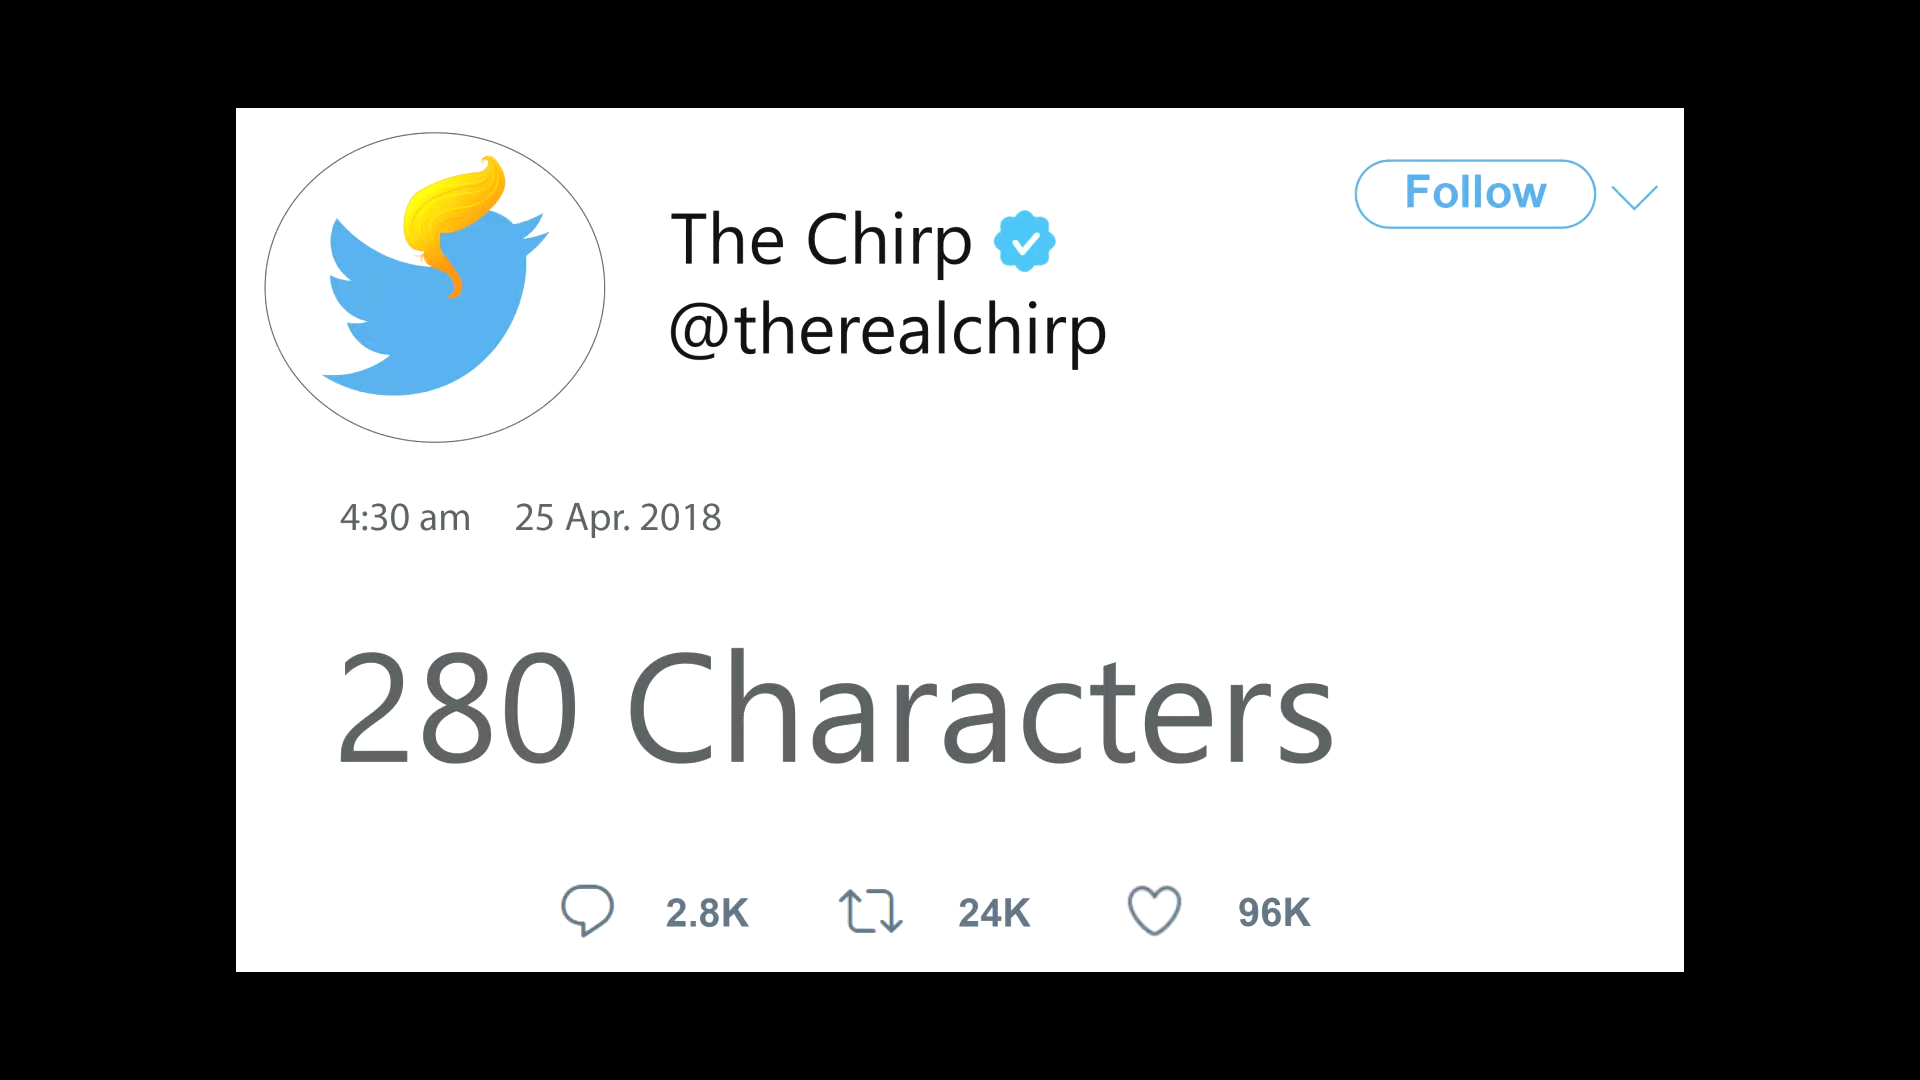 The Chirp
@therealchirp
Follow
4:30 am 25 Apr. 2018
280 Characters
2.8K 24K 96K